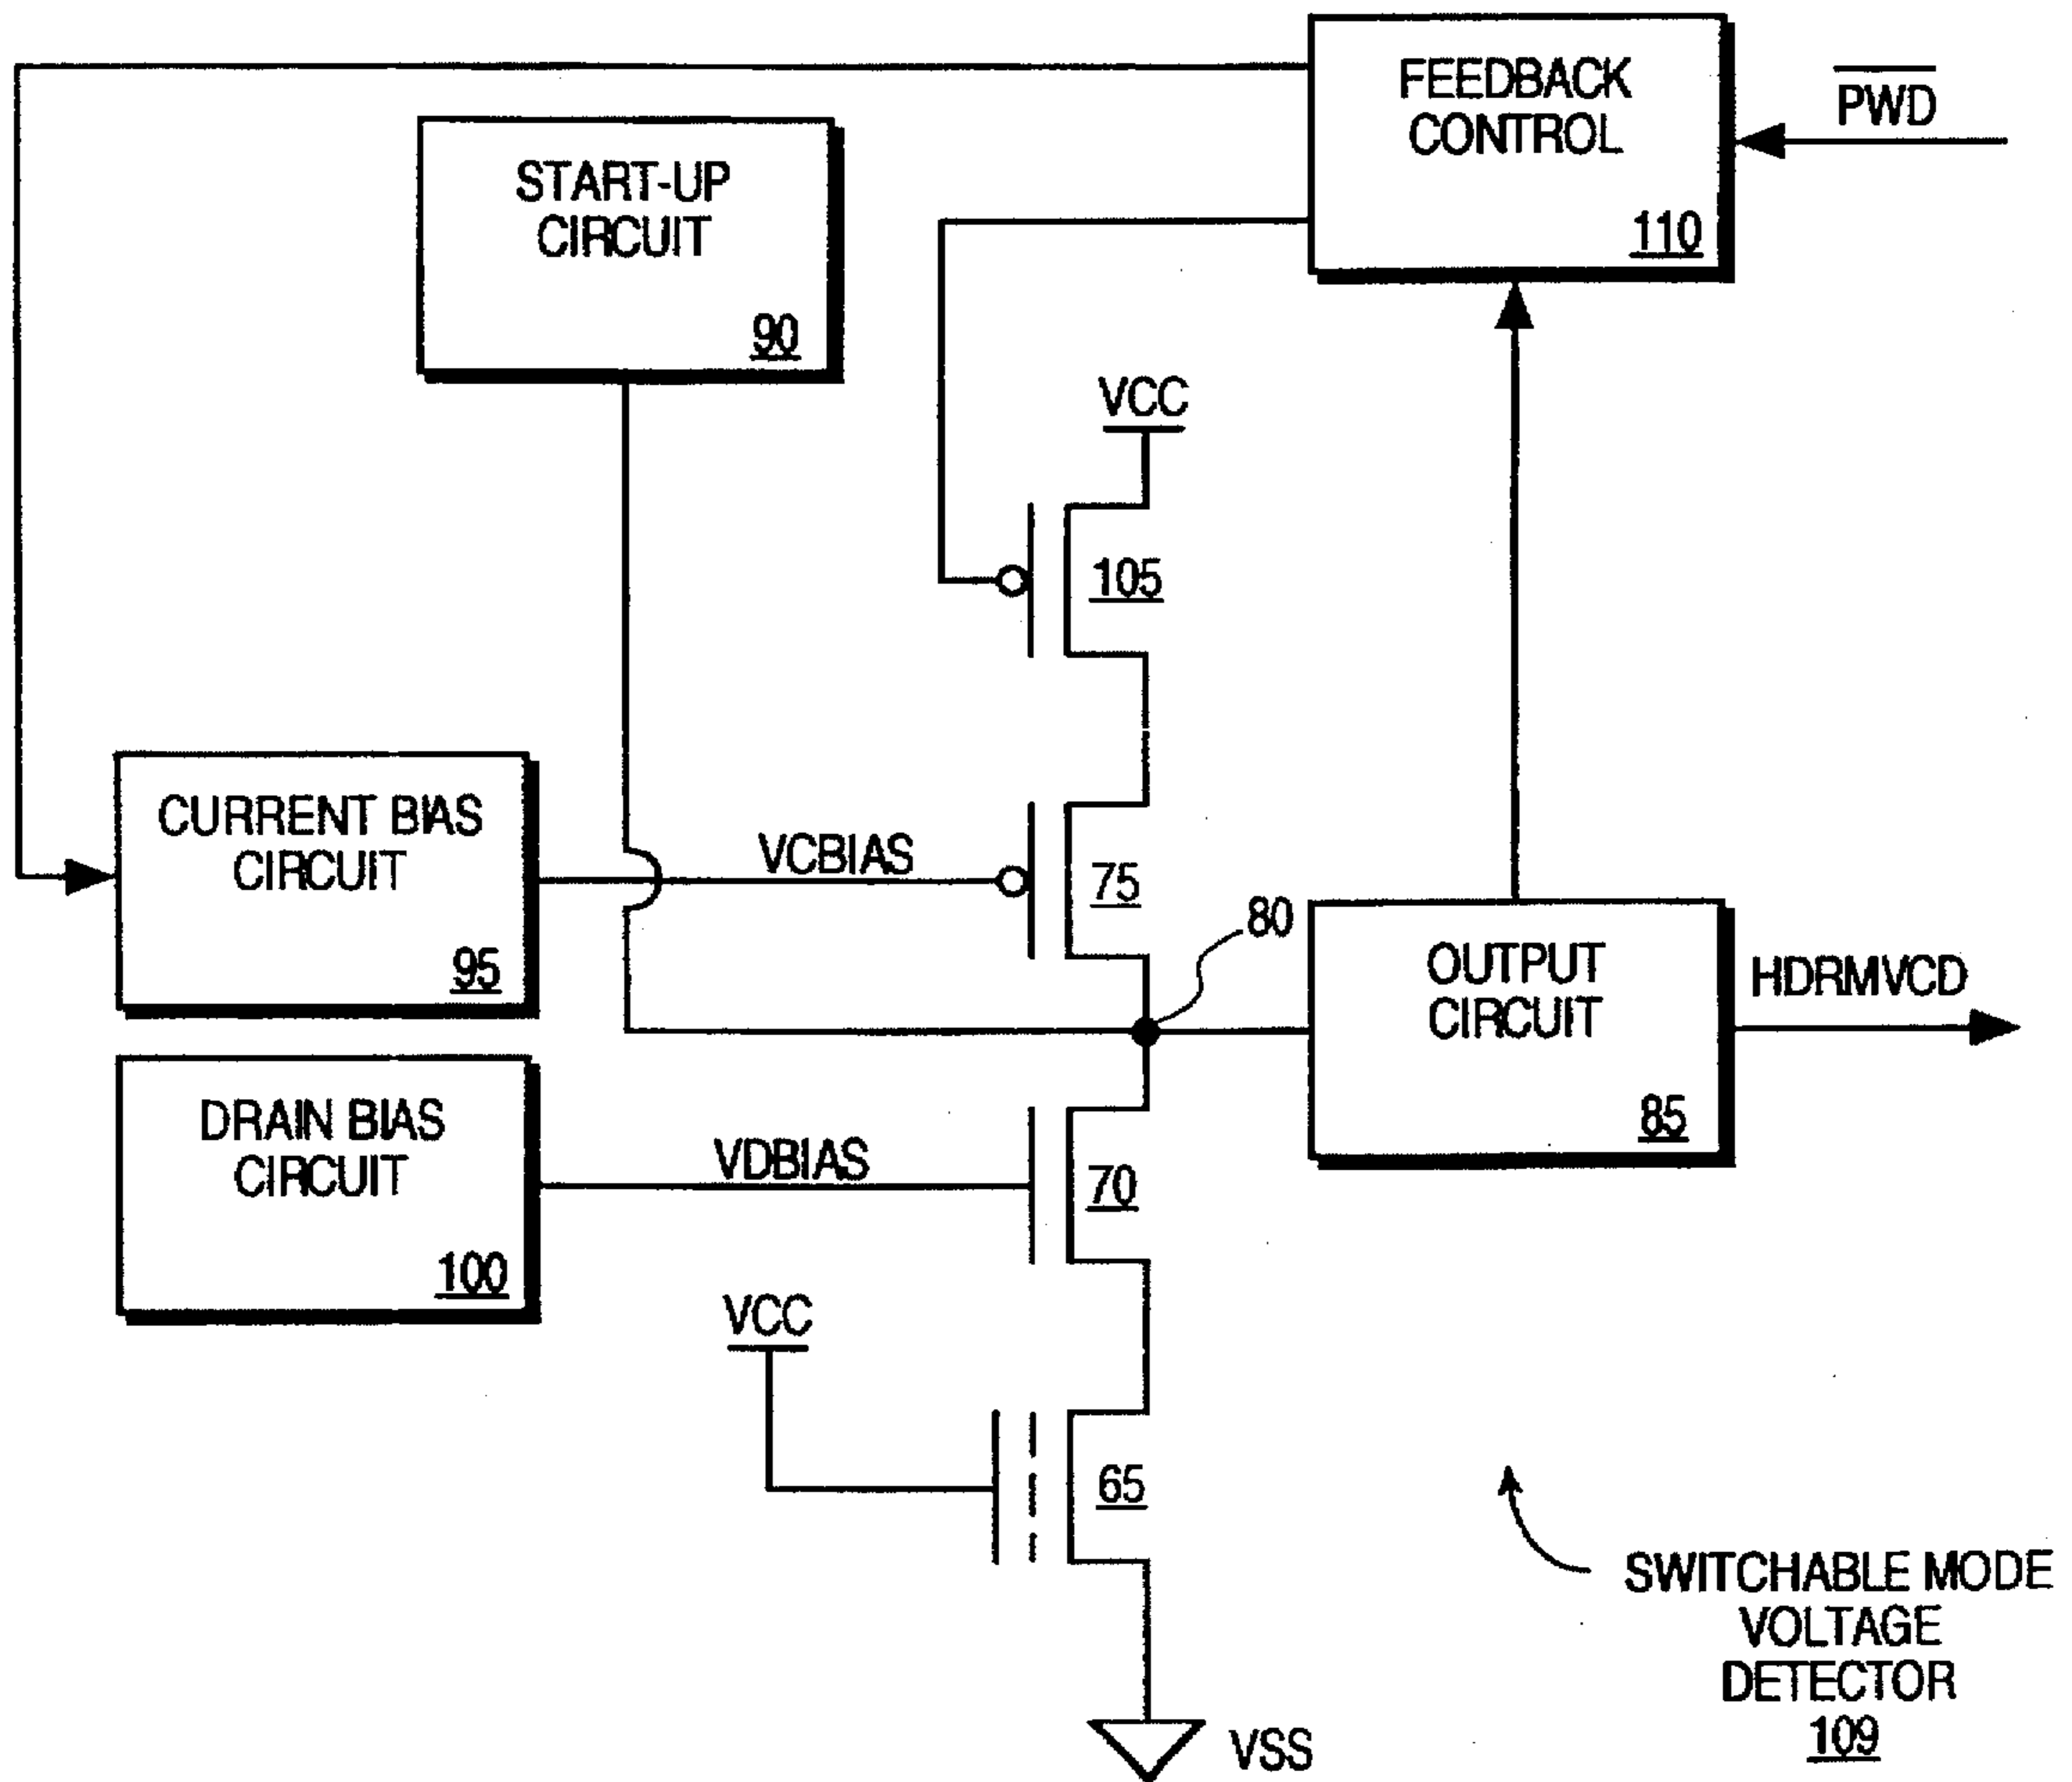 FEEDBACK
CONTROL
110
PWD
START-UP
CIRCUIT
90
VCC
105
CURRENT BIAS
CIRCUIT
95
VCBIAS
75
80
OUTPUT
CIRCUIT
85
HDRMVCD
DRAIN BIAS
CIRCUIT
100
VDBIAS
70
VCC
65
SWITCHABLE MODE
VOLTAGE
DETECTOR
109
VSS